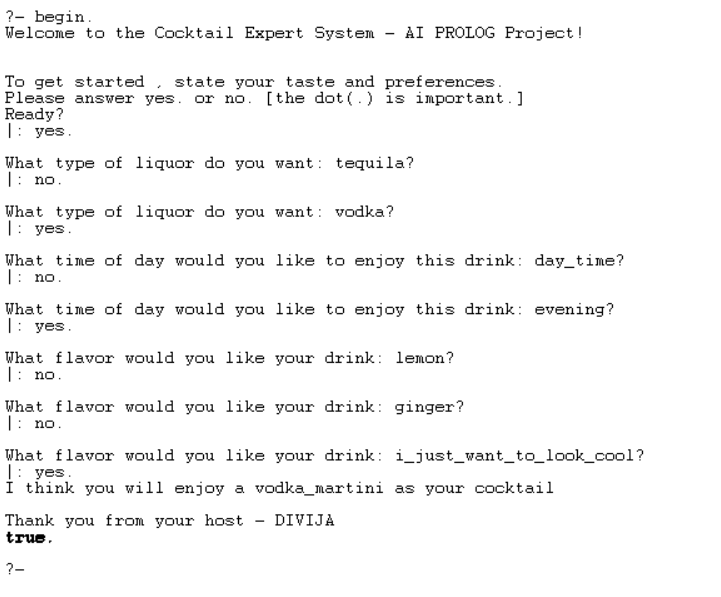 ?- begin.
Welcome to the Cocktail Expert System - AI PROLOG Project!
To get started , state your taste and preferences.
Please answer yes. or no. [the dot(.) is important.]
Ready?
|: yes.
What type of liquor do you want: tequila?
|: no.
What type of liquor do you want: vodka?
|: yes.
What time of day would you like to enjoy this drink: day_time?
|: no.
What time of day would you like to enjoy this drink: evening?
|: yes.
What flavor would you like your drink: lemon?
|: no.
What flavor would you like your drink: ginger?
|: no.
What flavor would you like your drink: i_just_want_to_look_cool?
|: yes.
I think you will enjoy a vodka_martini as your cocktail
Thank you from your host - DIVIJA
true.
?-